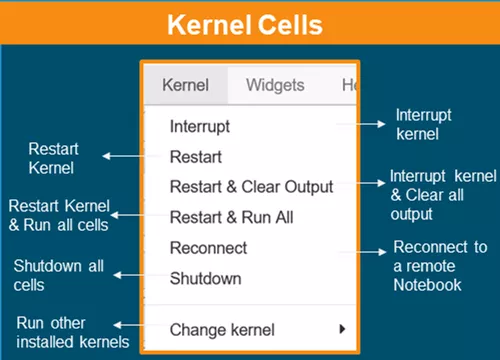 Kernel Cells
Kernel Widgets He
Interrupt
Restart
Restart & Clear Output
Restart & Run All
Reconnect
Shutdown
Change kernel
Restart
Kernel
Restart Kernel
& Run all cells
Shutdown all
cells
Run other
installed kernels
Interrupt
kernel
Interrupt kernel
& Clear all
output
Reconnect to
a remote
Notebook